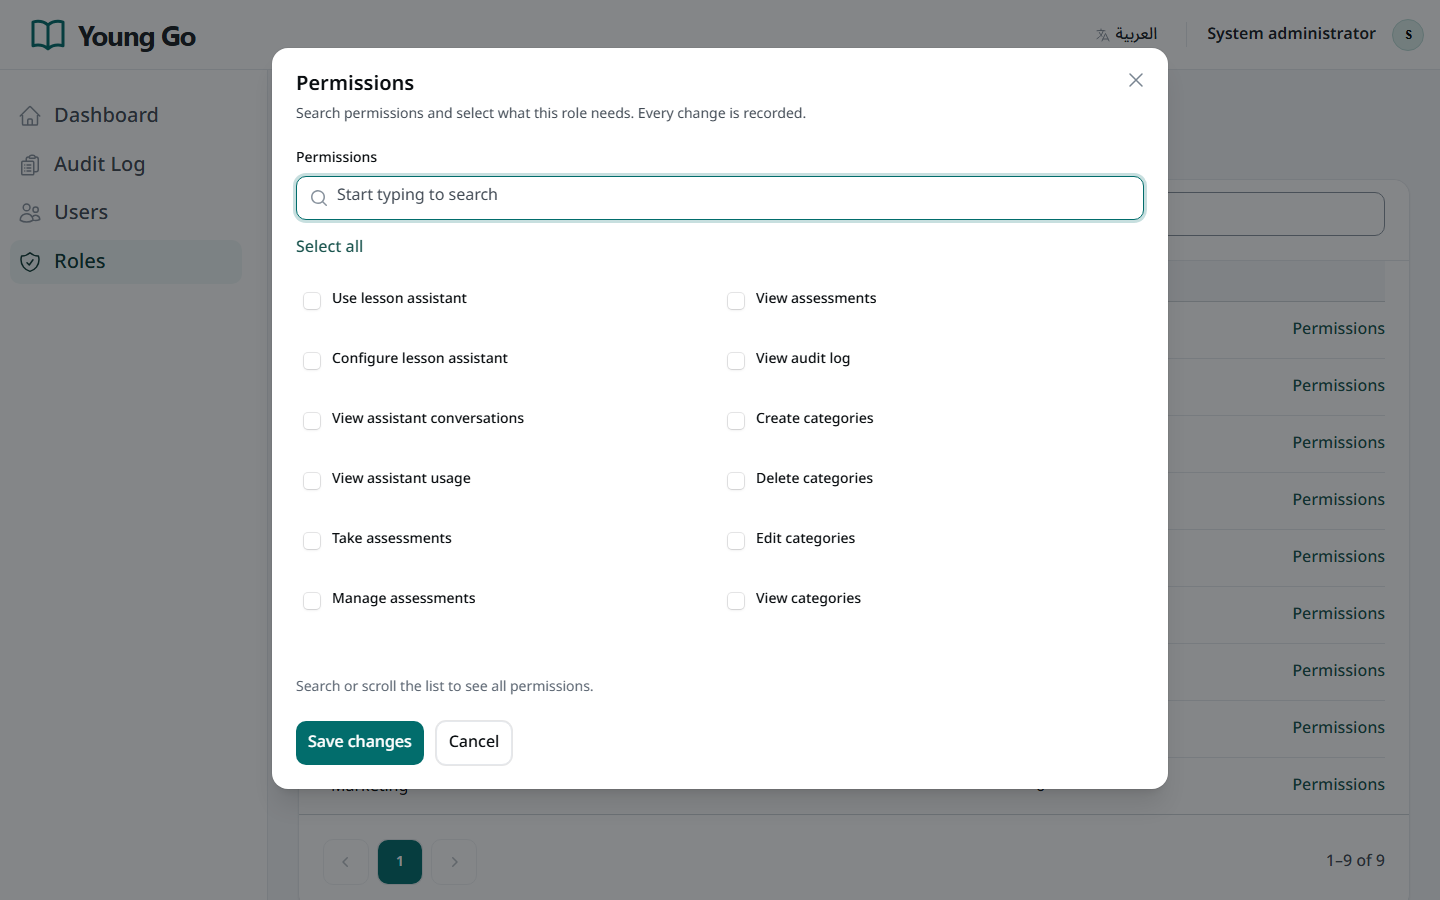 Young Go
العربية
System administrator
S
Dashboard
Audit Log
Users
Roles
Permissions
Search permissions and select what this role needs. Every change is recorded.
Permissions
Start typing to search
Select all
Use lesson assistant
View assessments
Configure lesson assistant
View audit log
View assistant conversations
Create categories
View assistant usage
Delete categories
Take assessments
Edit categories
Manage assessments
View categories
Search or scroll the list to see all permissions.
Save changes
Cancel
Permissions
Permissions
Permissions
Permissions
Permissions
Permissions
Permissions
Permissions
Marketing
Permissions
1
1–9 of 9